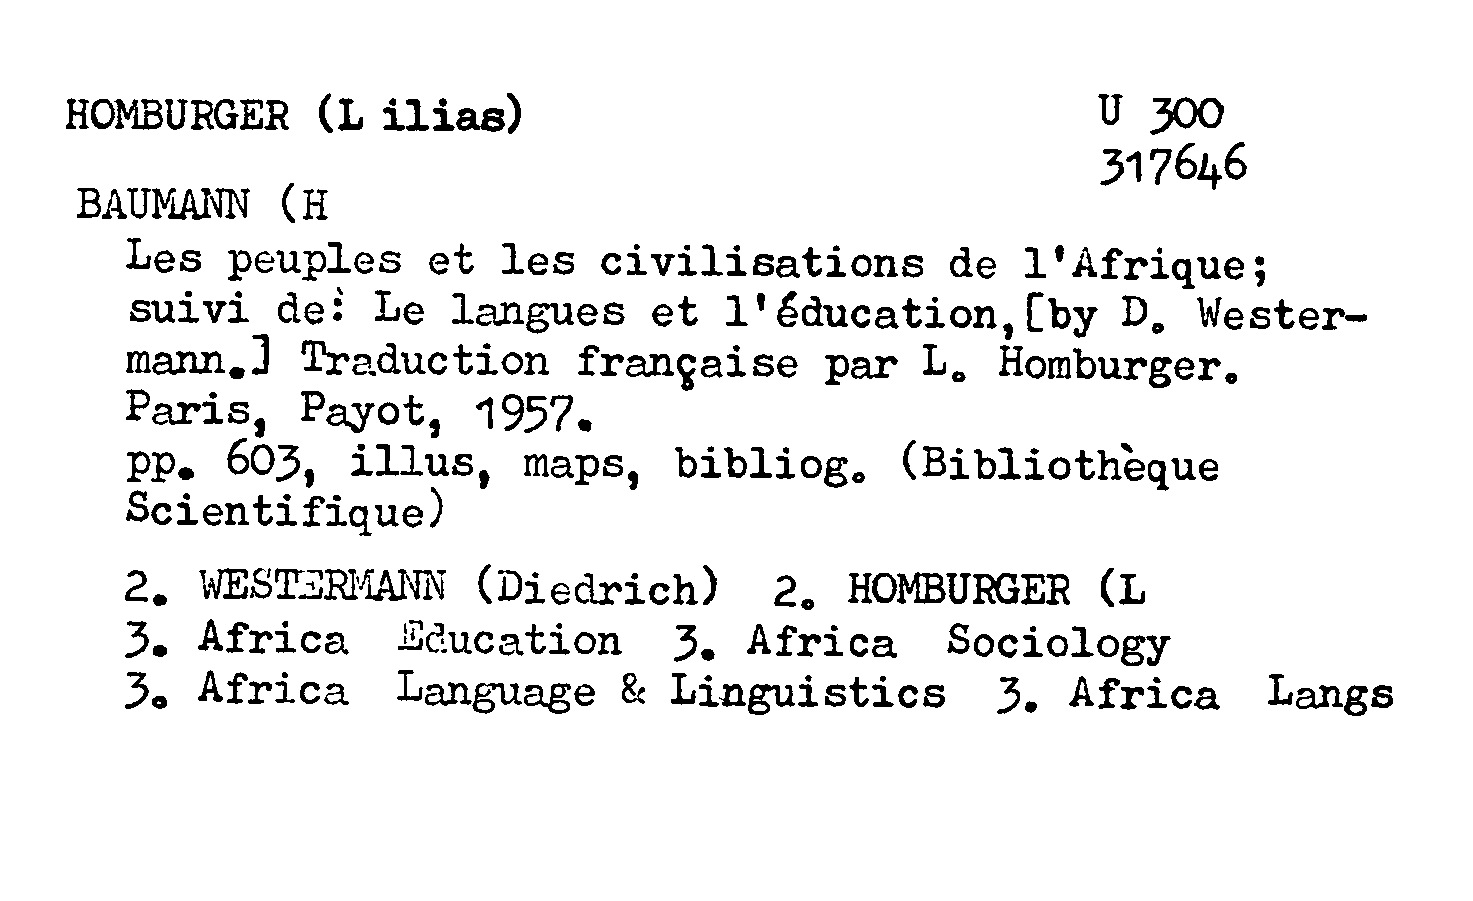 HOMBURGER (L ilias)
U 300
317646
BAUMANN (H
Les peuples et les civilisations de l'Afrique;
suivi de: Le langues et l'éducation,[by D. Wester-
mann.] Traduction française par L. Homburger.
Paris, Payot, 1957.
pp. 603, illus, maps, bibliog. (Bibliothèque
Scientifique)
2. WESTERMANN (Diedrich) 2. HOMBURGER (L
3. Africa Education 3. Africa Sociology
3. Africa Language & Linguistics 3. Africa Langs